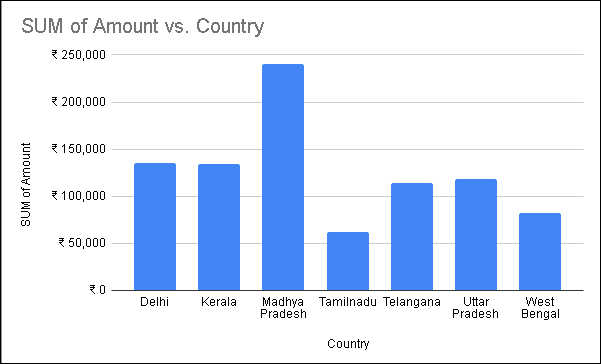 SUM of Amount vs. Country
₹ 250,000
₹ 200,000
₹ 150,000
₹ 100,000
₹ 50,000
₹ 0
SUM of Amount
Delhi
Kerala
Madhya
Pradesh
Tamilnadu
Telangana
Uttar
Pradesh
West
Bengal
Country